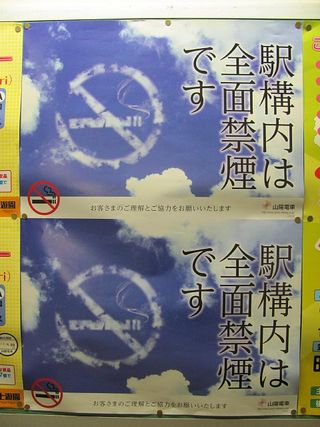 駅構内は
全面禁煙
です
お客さまのご理解とご協力をお願いいたします
山陽電車
駅構内は
全面禁煙
です
お客さまのご理解とご協力をお願いいたします
山陽電車